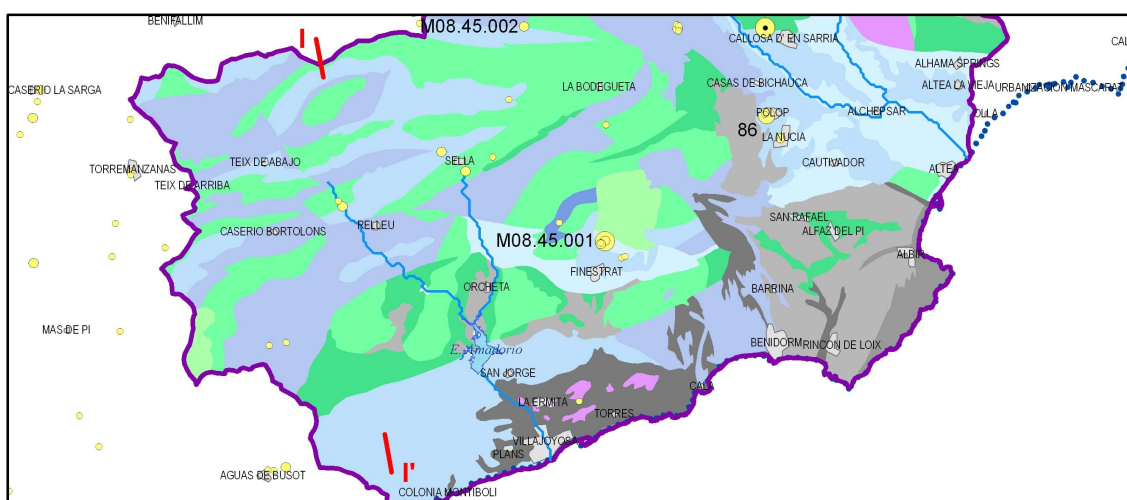 BENIFALLIM
I
M08.45.002
CALLOSA D' EN SARRIA
CAL
ALHAMA SPRINGS
CASERIO LA SARGA
LA BODEGUETA
CASAS DE BICHAUCA
ALTEA LA VIEJA
URBANIZACION MASCARAT
POLOP
ALCHEPSAR
OLLA
86
LA NUCIA
TORREMANZANAS
TEIX DE ABAJO
SELLA
CAUTIVADOR
ALTEA
TEIX DE ARRIBA
RELLEU
SAN RAFAEL
CASERIO BORTOLONS
M08.45.001
ALFAZ DEL PI
ALBIR
FINESTRAT
ORCHETA
BARRINA
MAS DE PI
BENIDORM
RINCON DE LOIX
E. Amadorio
SAN JORGE
CALA
LA ERMITA
TORRES
VILLAJOYOSA
PLANS
I'
AGUAS DE BUSOT
COLONIA MONTIBOLI